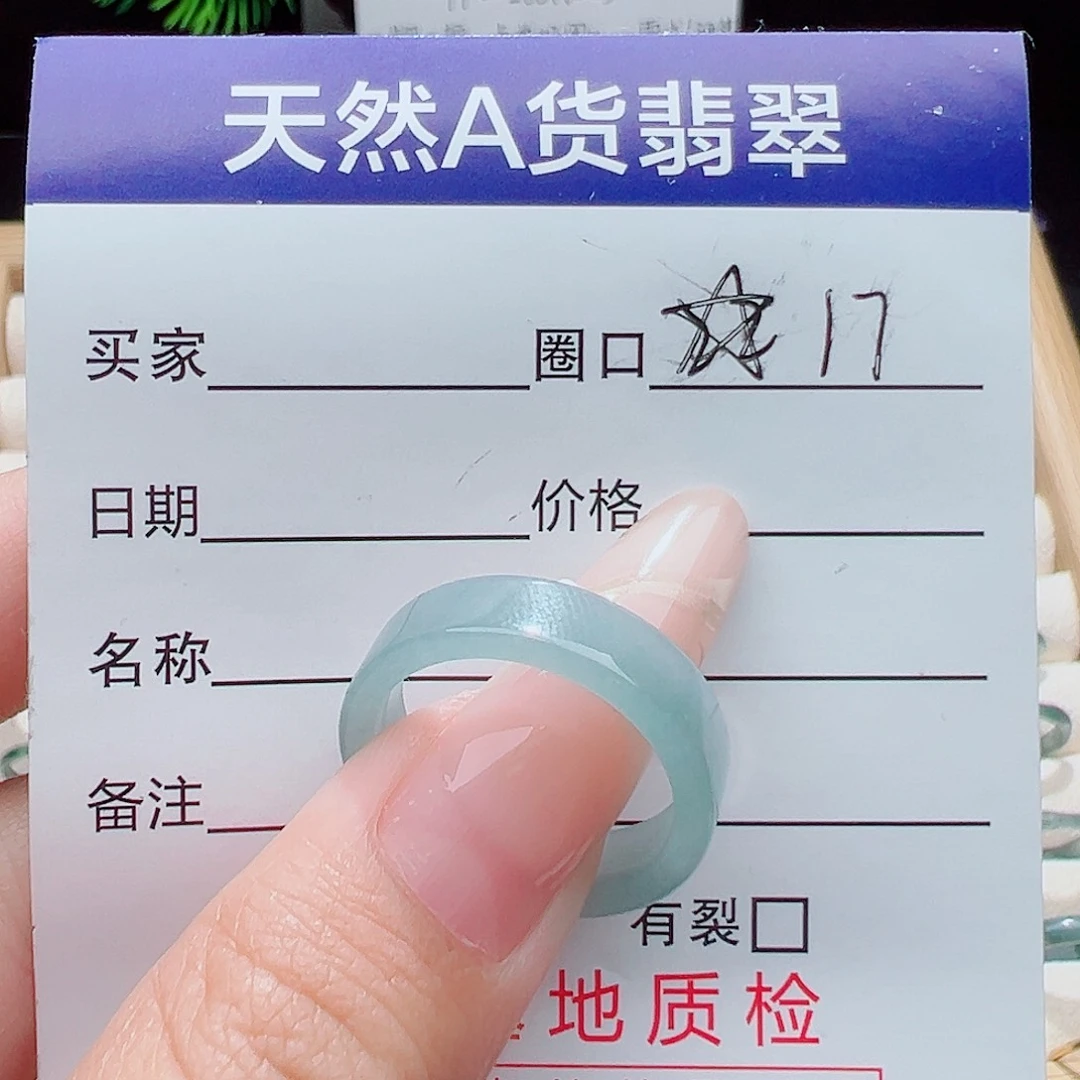 天然A货翡翠
买家 圈口 ☆ 17
日期 价格
名称
备注
有裂□
地质检